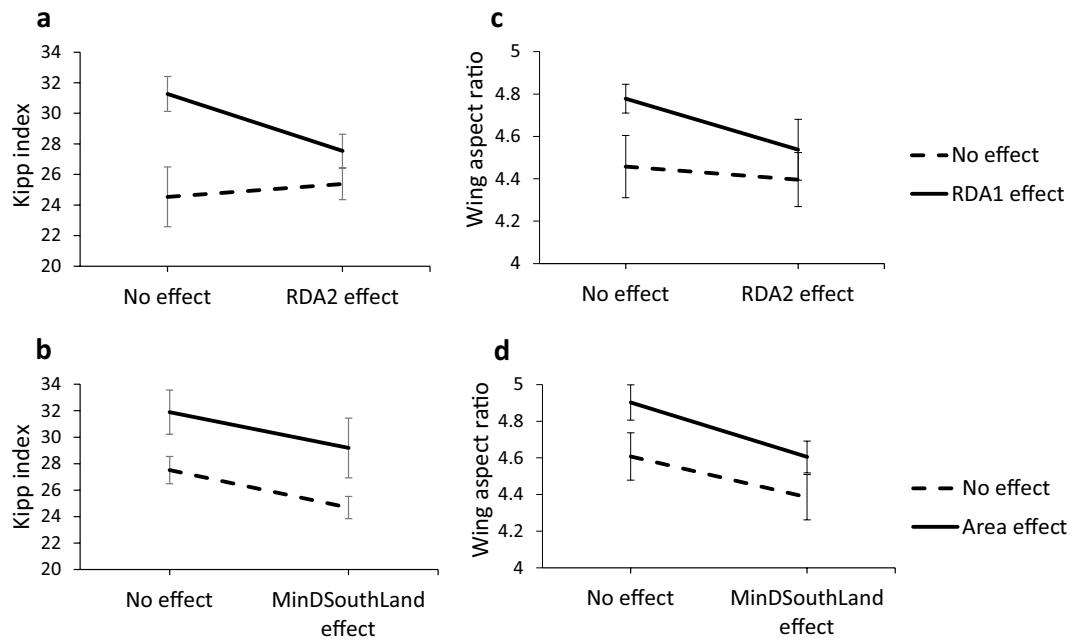 a
Kipp index
34
32
30
28
26
24
22
20
No effect
RDA2 effect
c
Wing aspect ratio
5
4.8
4.6
4.4
4.2
4
No effect
RDA2 effect
No effect
RDA1 effect
b
Kipp index
34
32
30
28
26
24
22
20
No effect
MinDSouthLand
effect
d
Wing aspect ratio
5
4.8
4.6
4.4
4.2
4
No effect
MinDSouthLand
effect
No effect
Area effect